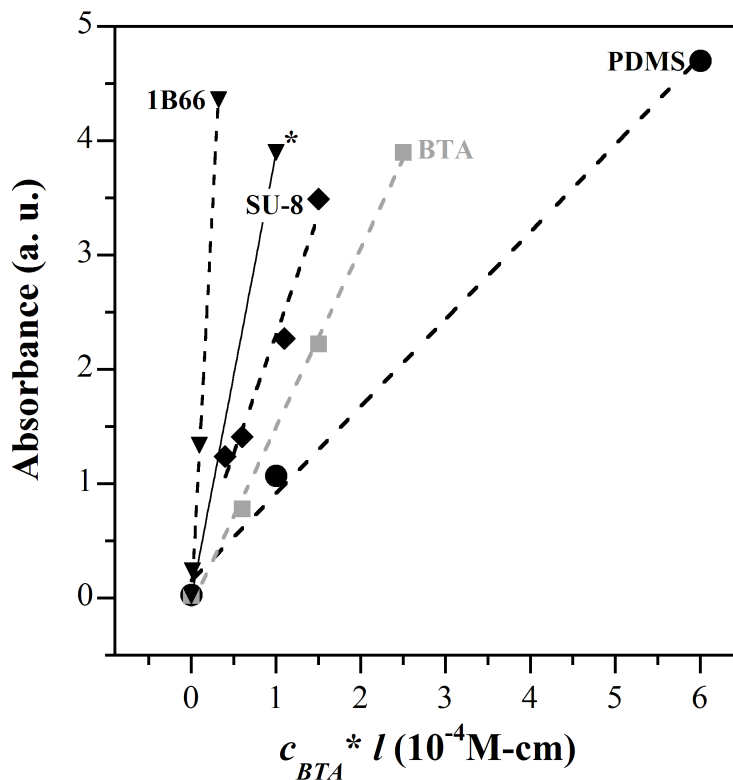 5
PDMS
1B66
4
*
BTA
SU-8
3
2
1
0
Absorbance (a. u.)
0 1 2 3 4 5 6
c_BTA * l (10^-4 M-cm)